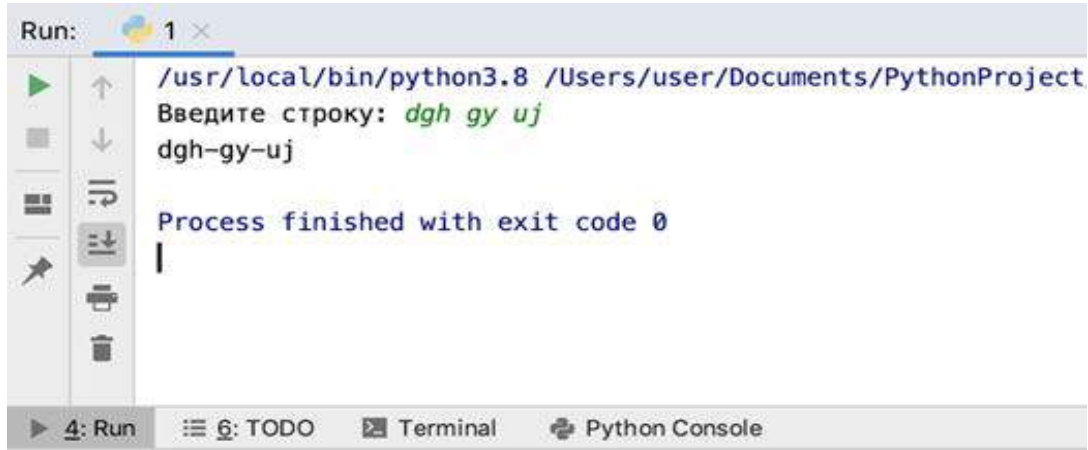 Run: 1
/usr/local/bin/python3.8 /Users/user/Documents/PythonProject
Введите строку: dgh gy uj
dgh-gy-uj
Process finished with exit code 0
4: Run 6: TODO Terminal Python Console